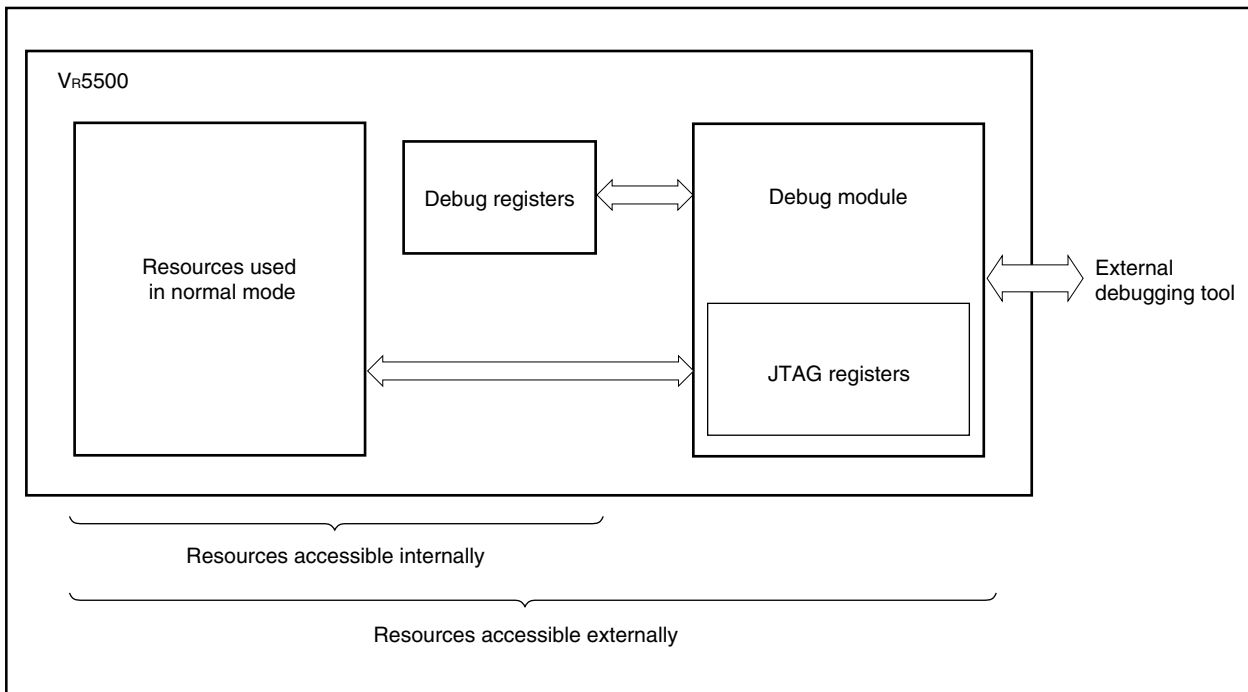 VR5500
Debug registers
Debug module
Resources used
in normal mode
External
debugging tool
JTAG registers
Resources accessible internally
Resources accessible externally